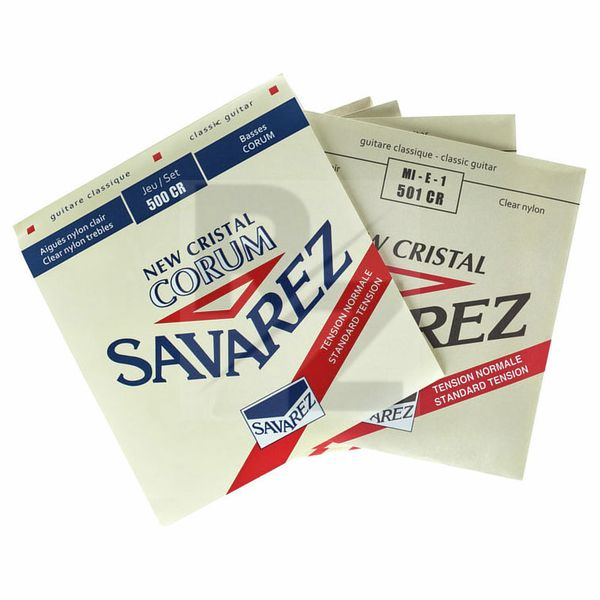 guitare classique
classic guitar
Aigües nylon clair
Clear nylon trebles
Jeu / Set
500 CR
Basses
CORUM
NEW CRISTAL
CORUM
SAVAREZ
TENSION NORMALE
STANDARD TENSION
SAVAREZ
guitare classique - classic guitar
MI - E - 1
501 CR
Clear nylon
NEW CRISTAL
REZ
TENSION NORMALE
STANDARD TENSION
AREZ